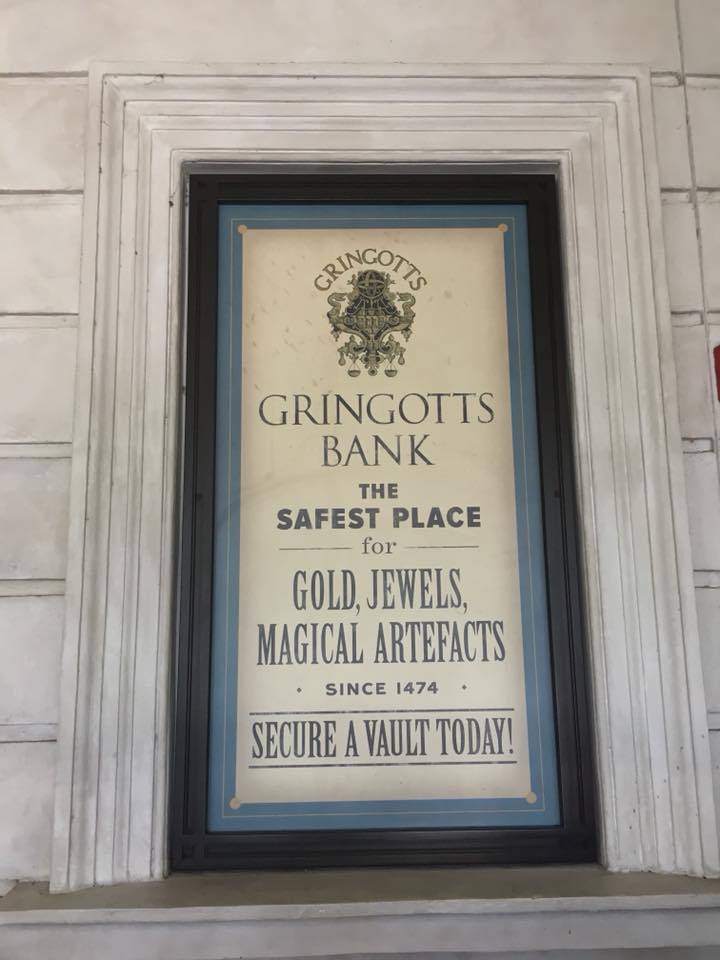 GRINGOTTS
GRINGOTTS
BANK
THE
SAFEST PLACE
for
GOLD, JEWELS,
MAGICAL ARTEFACTS
SINCE 1474
SECURE A VAULT TODAY!